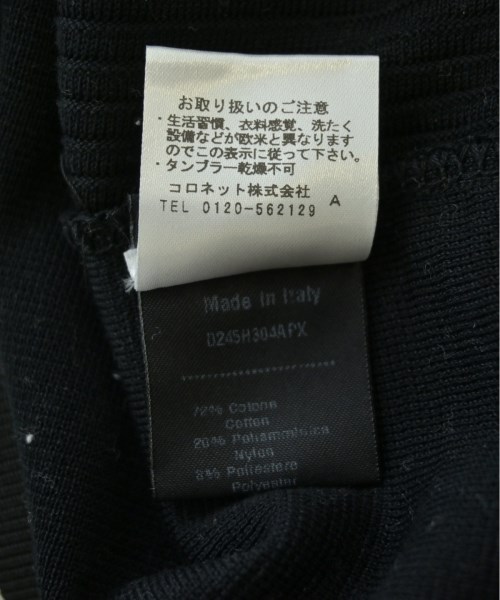 お取り扱いのご注意
・生活習慣、衣料感覚、洗たく
設備などが欧米と異なります
のでこの表示に従って下さい。
・タンブラー乾燥不可
コロネット株式会社
TEL 0120-562129 A
Made in Italy
D245H304APX
72% Cotone
Cotton
20% Poliammidica
Nylon
8% Poliestere
Polyester